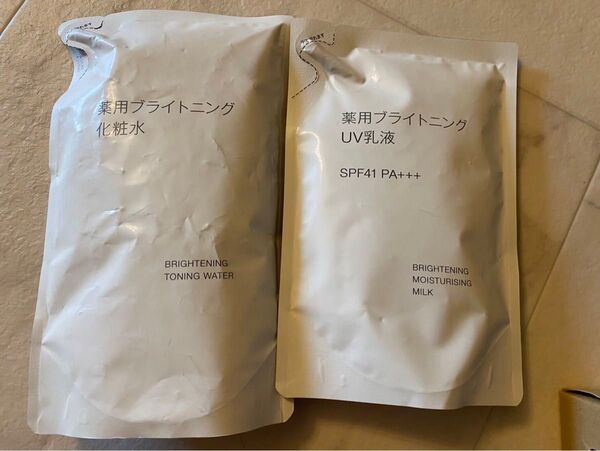 薬用ブライトニング
化粧水
BRIGHTENING
TONING WATER
薬用ブライトニング
UV乳液
SPF41 PA+++
BRIGHTENING
MOISTURISING
MILK